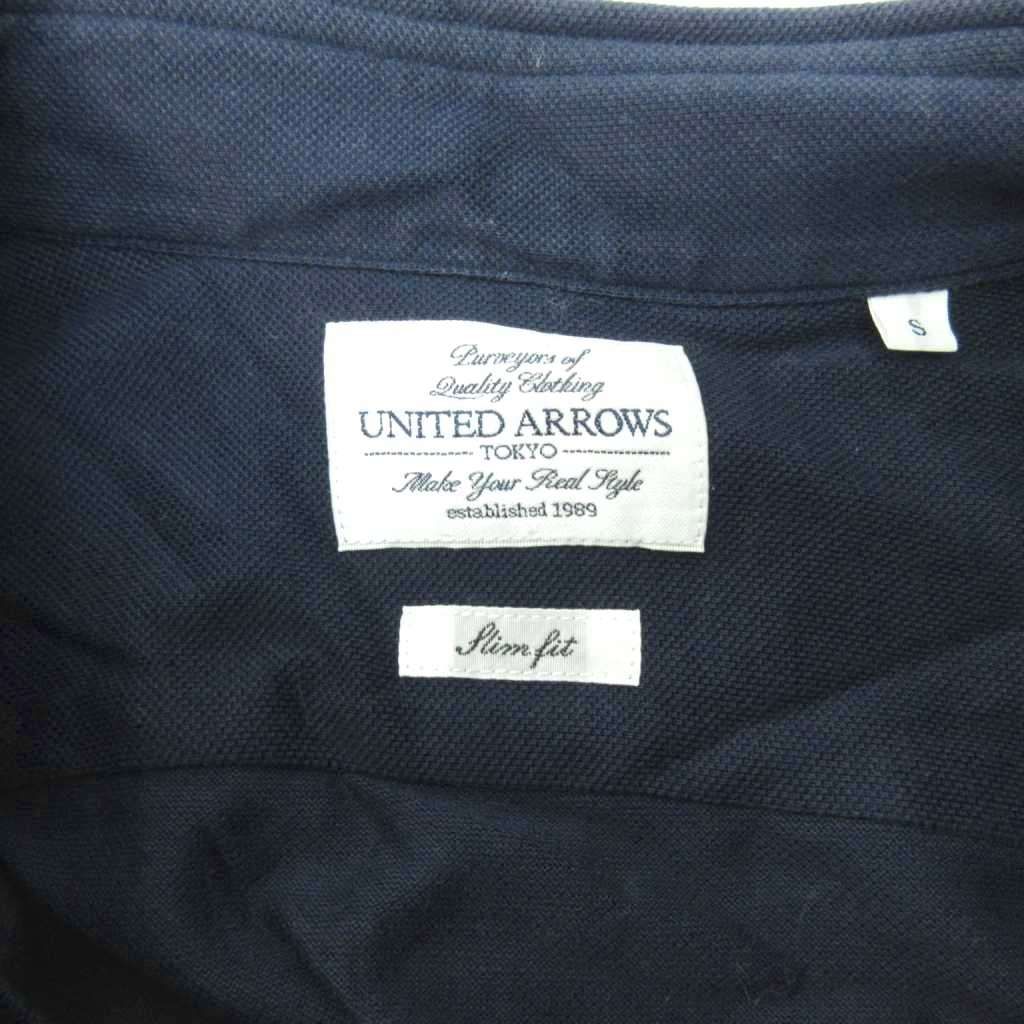 Purveyors of
Quality Clothing
UNITED ARROWS
TOKYO
Make Your Real Style
established 1989
S
Slim fit